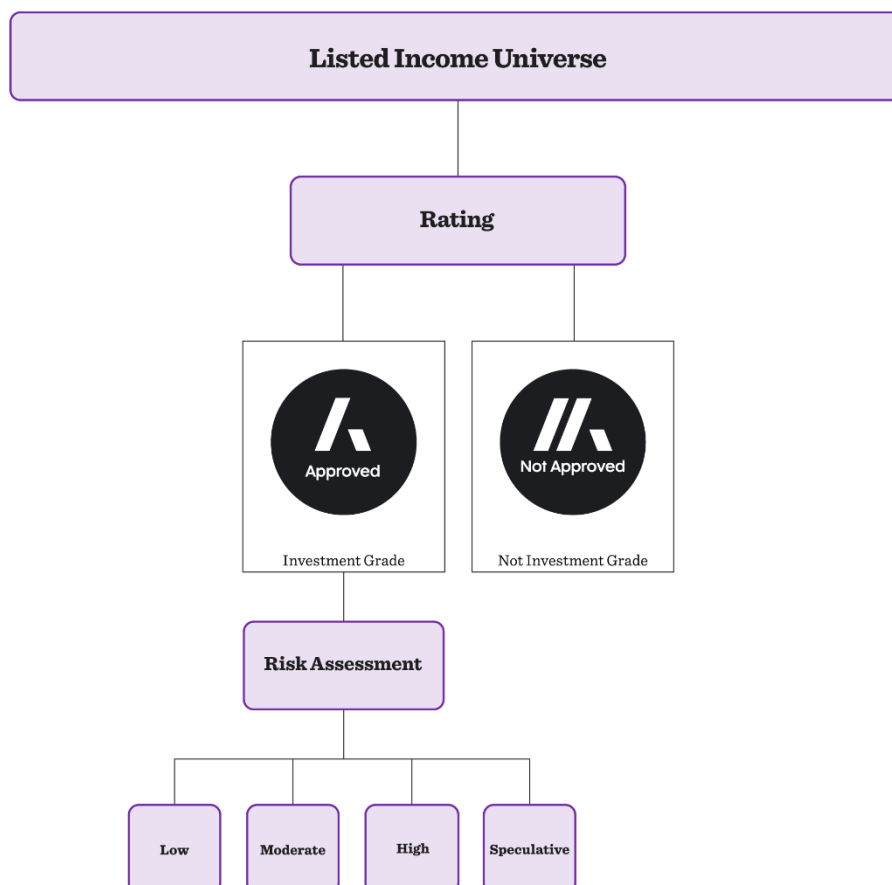 Listed Income Universe
Rating
Approved
Not Approved
Investment Grade
Not Investment Grade
Risk Assessment
Low
Moderate
High
Speculative